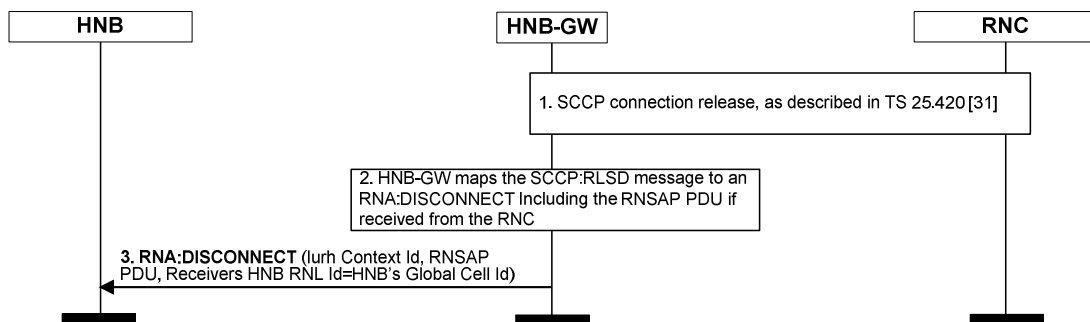 HNB
HNB-GW
RNC
1. SCCP connection release, as described in TS 25.420 [31]
2. HNB-GW maps the SCCP:RLSD message to an
RNA:DISCONNECT Including the RNSAP PDU if
received from the RNC
3. RNA:DISCONNECT (Iurh Context Id, RNSAP
PDU, Receivers HNB RNL Id=HNB's Global Cell Id)